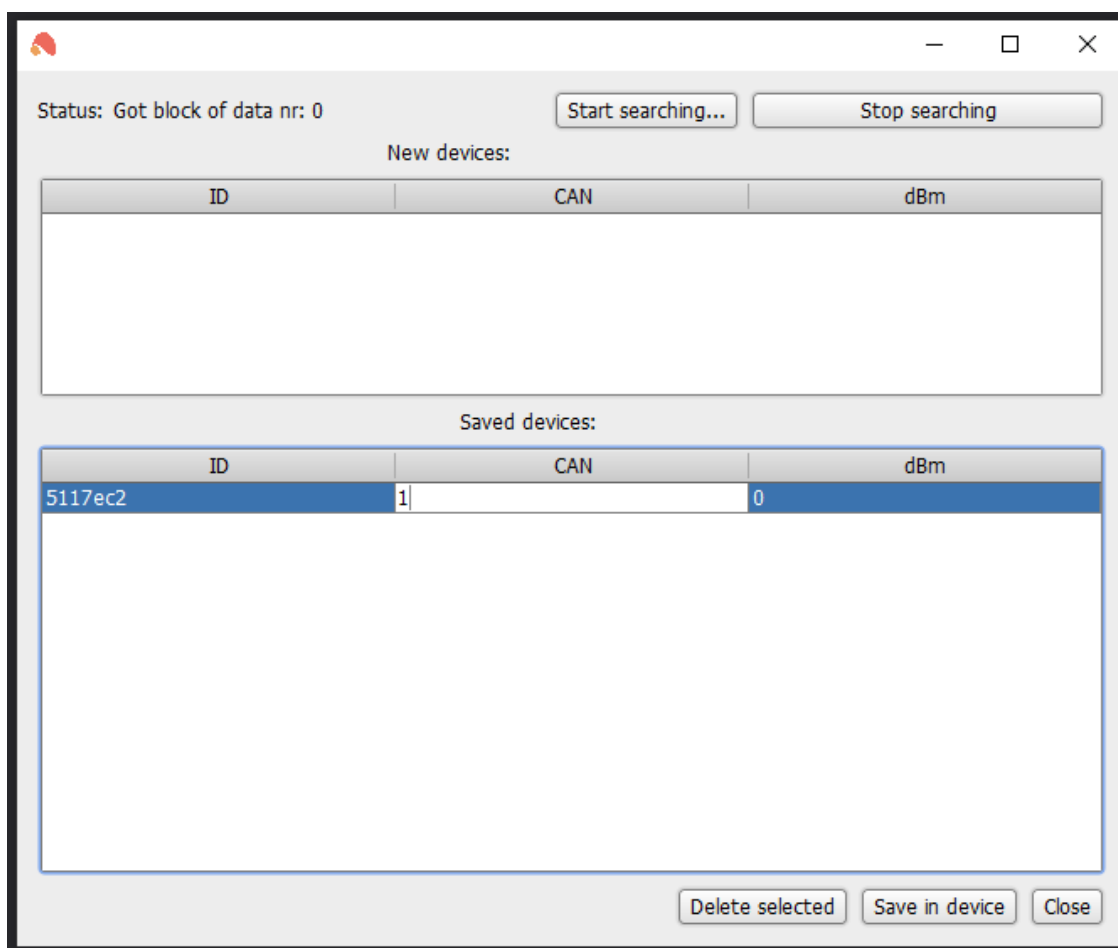 Status: Got block of data nr: 0
Start searching...
Stop searching
New devices:
ID CAN dBm
Saved devices:
ID CAN dBm
5117ec2 1 0
Delete selected
Save in device
Close